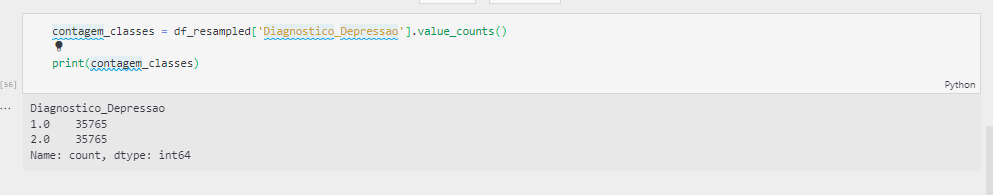 contagem_classes = df_resampled['Diagnostico_Depressao'].value_counts()
print(contagem_classes)
[56]
Python
...
Diagnostico_Depressao
1.0    35765
2.0    35765
Name: count, dtype: int64